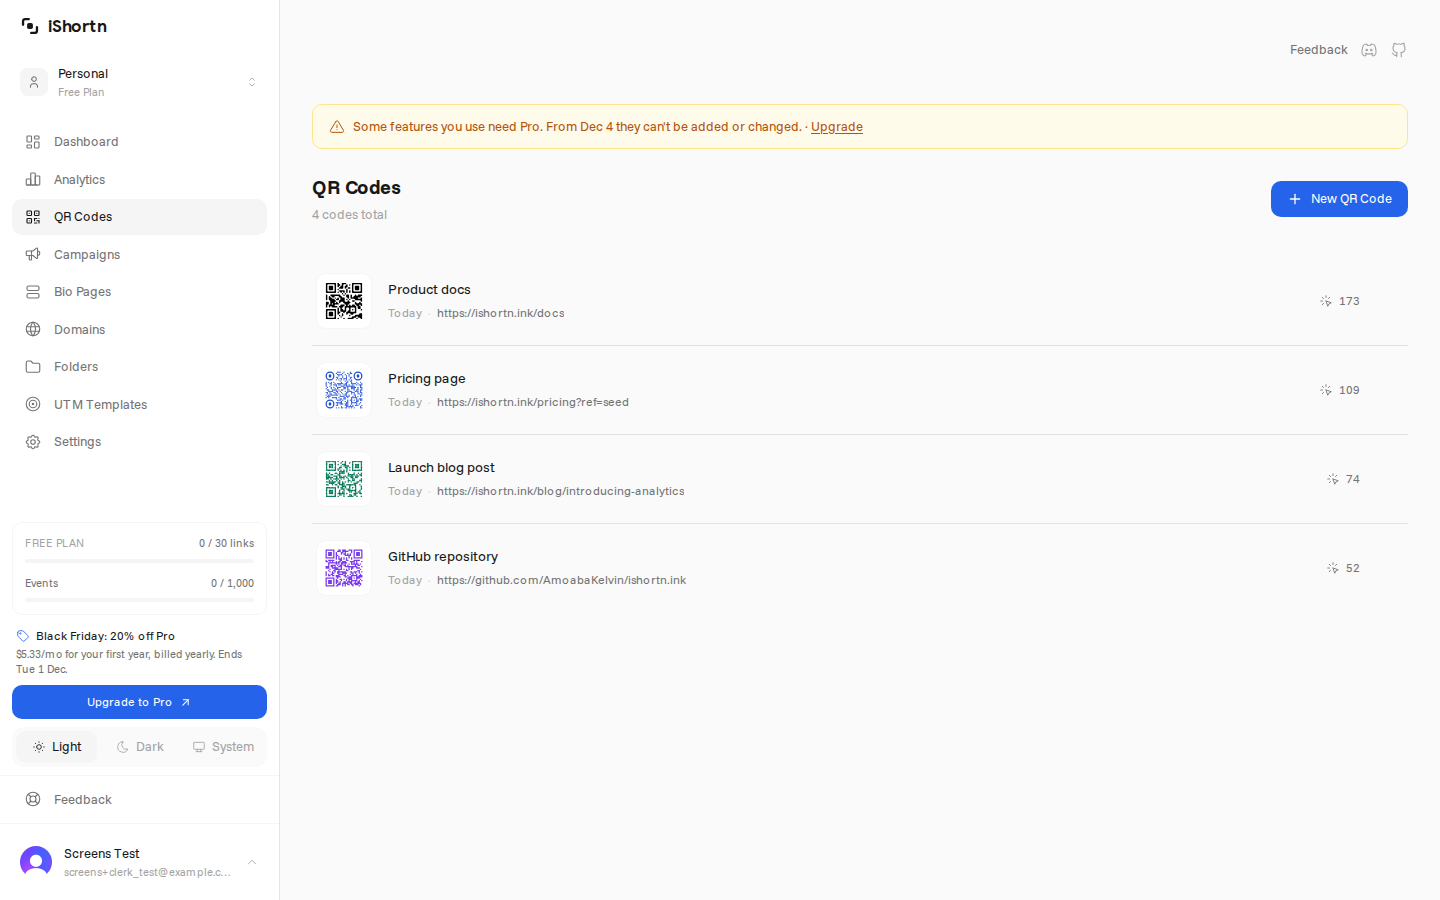 iShortn
Personal
Free Plan
Dashboard
Analytics
QR Codes
Campaigns
Bio Pages
Domains
Folders
UTM Templates
Settings
FREE PLAN 0 / 30 links
Events 0 / 1,000
Black Friday: 20% off Pro
$5.33/mo for your first year, billed yearly. Ends
Tue 1 Dec.
Upgrade to Pro
Light Dark System
Feedback
Screens Test
screens+clerk_test@example.c...
Feedback
Some features you use need Pro. From Dec 4 they can't be added or changed. · Upgrade
QR Codes
4 codes total
New QR Code
Product docs
Today · https://ishortn.ink/docs
173
Pricing page
Today · https://ishortn.ink/pricing?ref=seed
109
Launch blog post
Today · https://ishortn.ink/blog/introducing-analytics
74
GitHub repository
Today · https://github.com/AmoabaKelvin/ishortn.ink
52